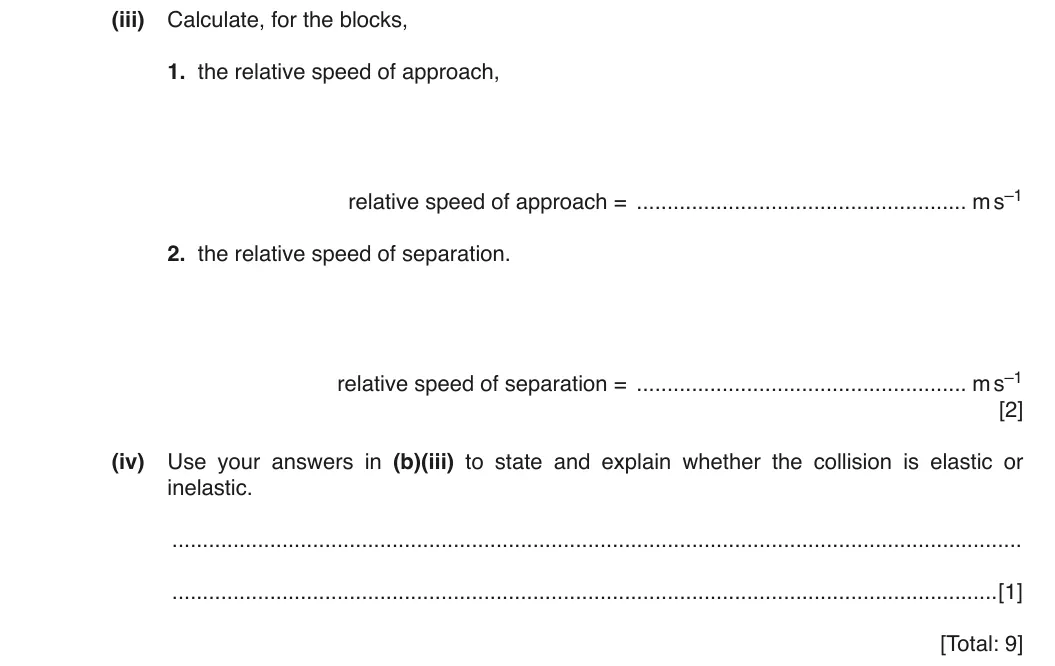 (iii) Calculate, for the blocks,
1. the relative speed of approach,
relative speed of approach = ...................................................... m s⁻¹
2. the relative speed of separation.
relative speed of separation = ...................................................... m s⁻¹
[2]
(iv) Use your answers in (b)(iii) to state and explain whether the collision is elastic or
inelastic.
...........................................................................................................................................
.......................................................................................................................................[1]
[Total: 9]